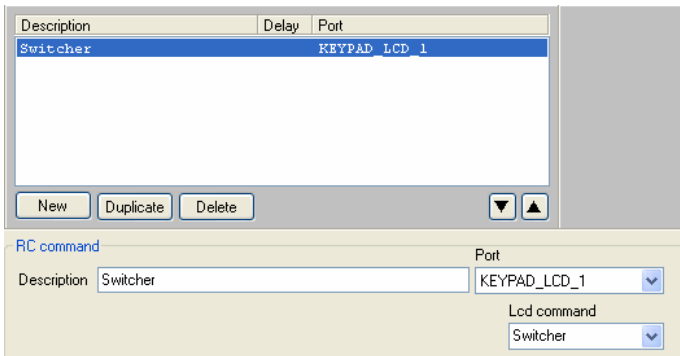 Description Delay Port
Switcher KEYPAD_LCD_1
New Duplicate Delete
RC command
Port
Description Switcher KEYPAD_LCD_1
Lcd command
Switcher